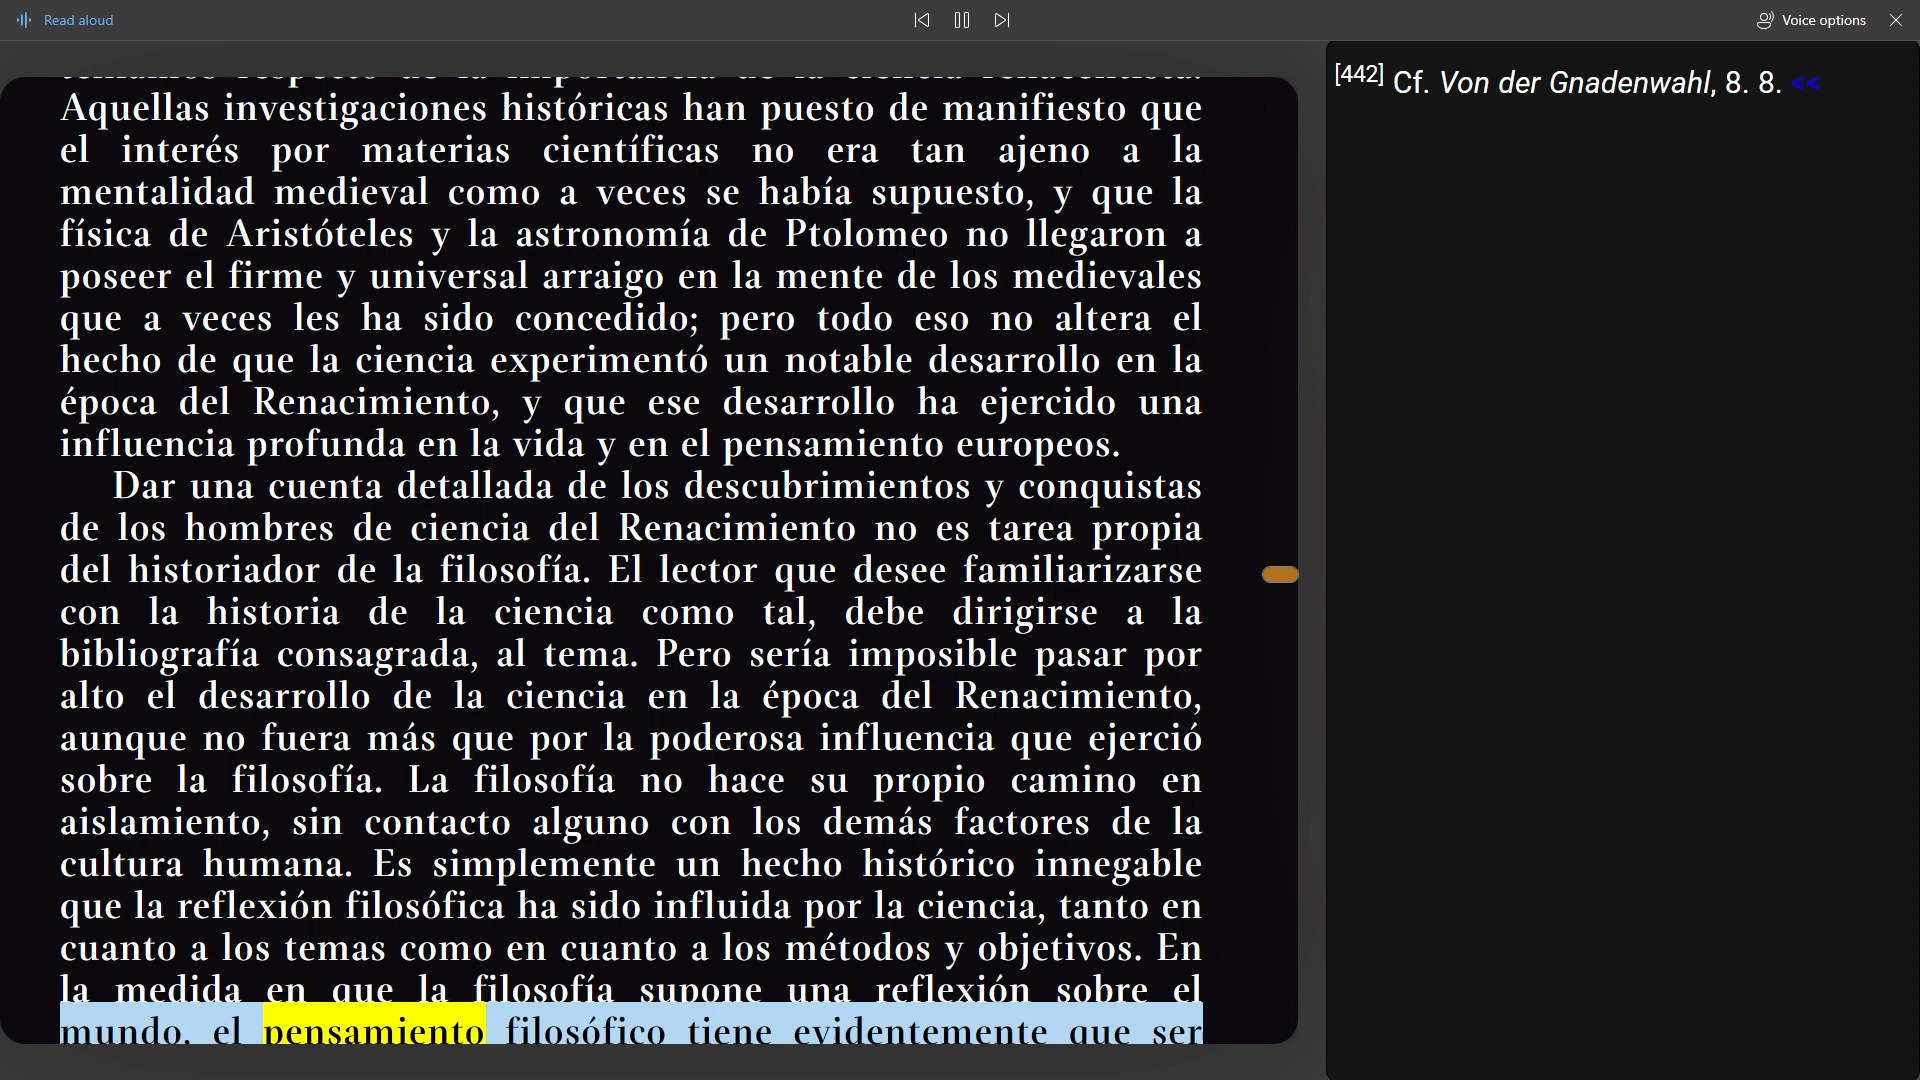 Read aloud
Voice options
temamos respecto de la importancia de la ciencia renacentista.
Aquellas investigaciones históricas han puesto de manifiesto que
el interés por materias científicas no era tan ajeno a la
mentalidad medieval como a veces se había supuesto, y que la
física de Aristóteles y la astronomía de Ptolomeo no llegaron a
poseer el firme y universal arraigo en la mente de los medievales
que a veces les ha sido concedido; pero todo eso no altera el
hecho de que la ciencia experimentó un notable desarrollo en la
época del Renacimiento, y que ese desarrollo ha ejercido una
influencia profunda en la vida y en el pensamiento europeos.
Dar una cuenta detallada de los descubrimientos y conquistas
de los hombres de ciencia del Renacimiento no es tarea propia
del historiador de la filosofía. El lector que desee familiarizarse
con la historia de la ciencia como tal, debe dirigirse a la
bibliografía consagrada, al tema. Pero sería imposible pasar por
alto el desarrollo de la ciencia en la época del Renacimiento,
aunque no fuera más que por la poderosa influencia que ejerció
sobre la filosofía. La filosofía no hace su propio camino en
aislamiento, sin contacto alguno con los demás factores de la
cultura humana. Es simplemente un hecho histórico innegable
que la reflexión filosófica ha sido influida por la ciencia, tanto en
cuanto a los temas como en cuanto a los métodos y objetivos. En
la medida en que la filosofía supone una reflexión sobre el
mundo, el pensamiento filosófico tiene evidentemente que ser
[442] Cf. Von der Gnadenwahl, 8. 8. <<